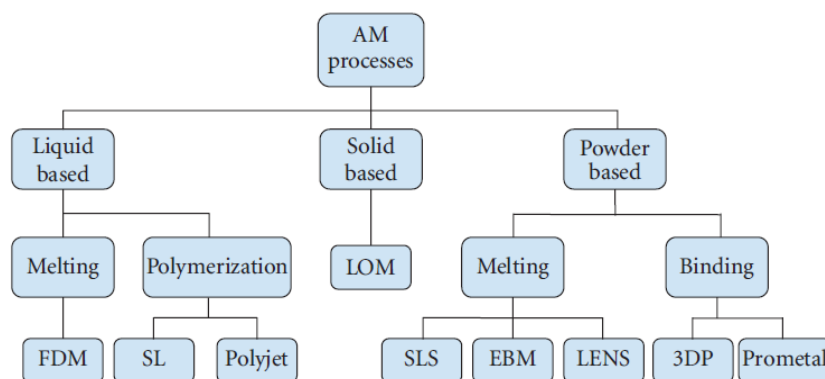 AM
processes
Liquid
based
Solid
based
Powder
based
Melting
Polymerization
LOM
Melting
Binding
FDM
SL
Polyjet
SLS
EBM
LENS
3DP
Prometal